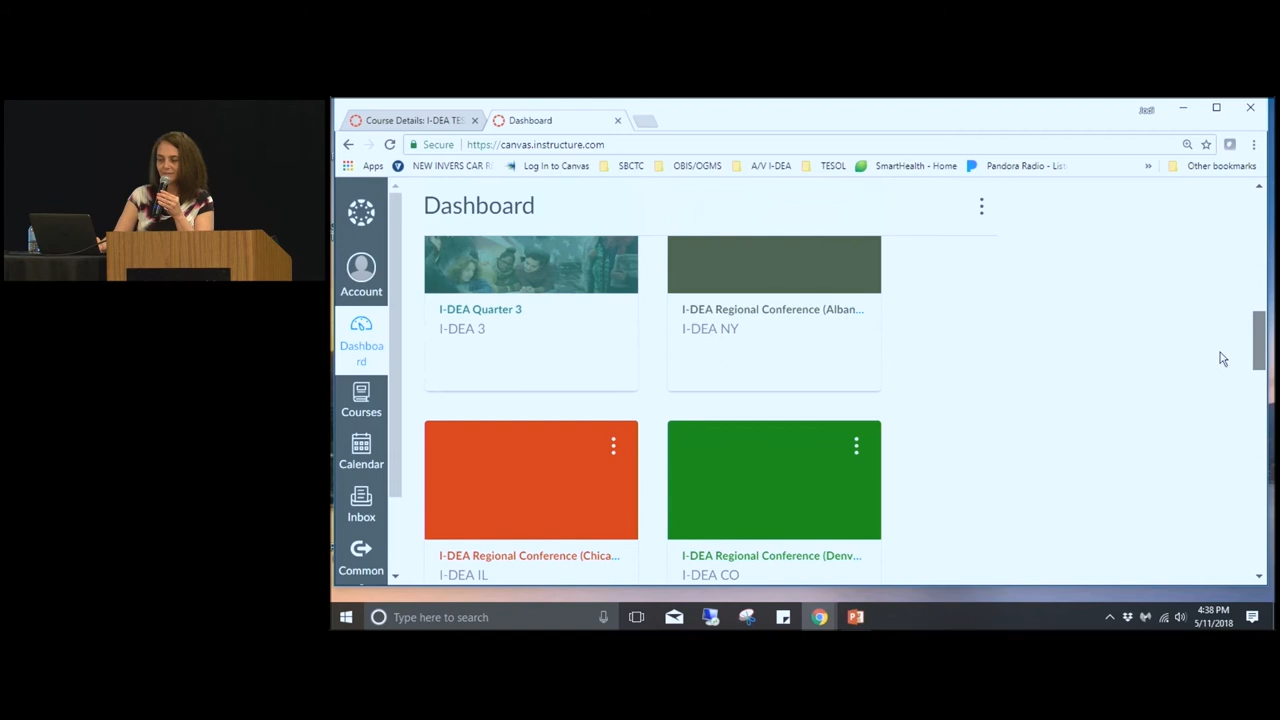 Course Details: I-DEA TES
Dashboard
Secure
https://canvas.instructure.com
Apps
NEW INVERS CAR R
Log In to Canvas
SBCTC
OBIS/OGMS
A/V I-DEA
TESOL
SmartHealth - Home
Pandora Radio - List
»
Other bookmarks
Dashboard
Account
Dashboa
rd
Courses
Calendar
Inbox
Common
I-DEA Quarter 3
I-DEA 3
I-DEA Regional Conference (Alban...
I-DEA NY
I-DEA Regional Conference (Chica...
I-DEA IL
I-DEA Regional Conference (Denv...
I-DEA CO
Type here to search
4:38 PM
5/11/2018